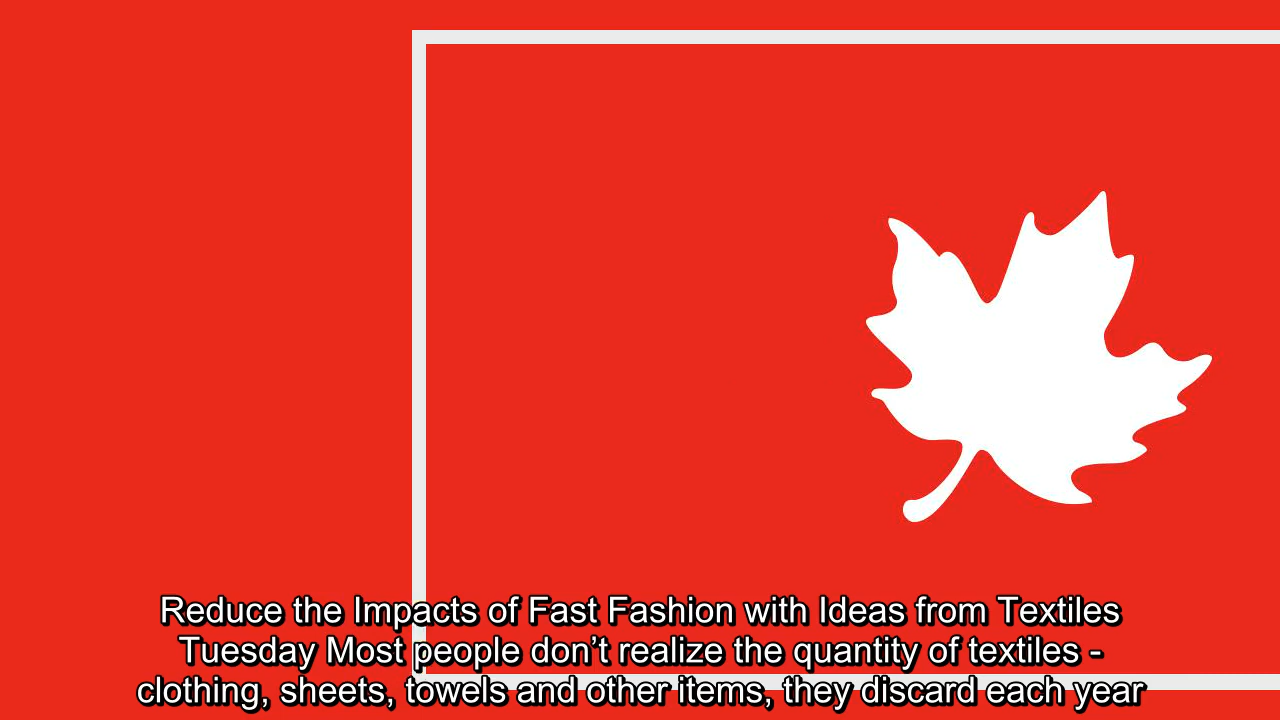 Reduce the Impacts of Fast Fashion with Ideas from Textiles
Tuesday Most people don’t realize the quantity of textiles -
clothing, sheets, towels and other items, they discard each year